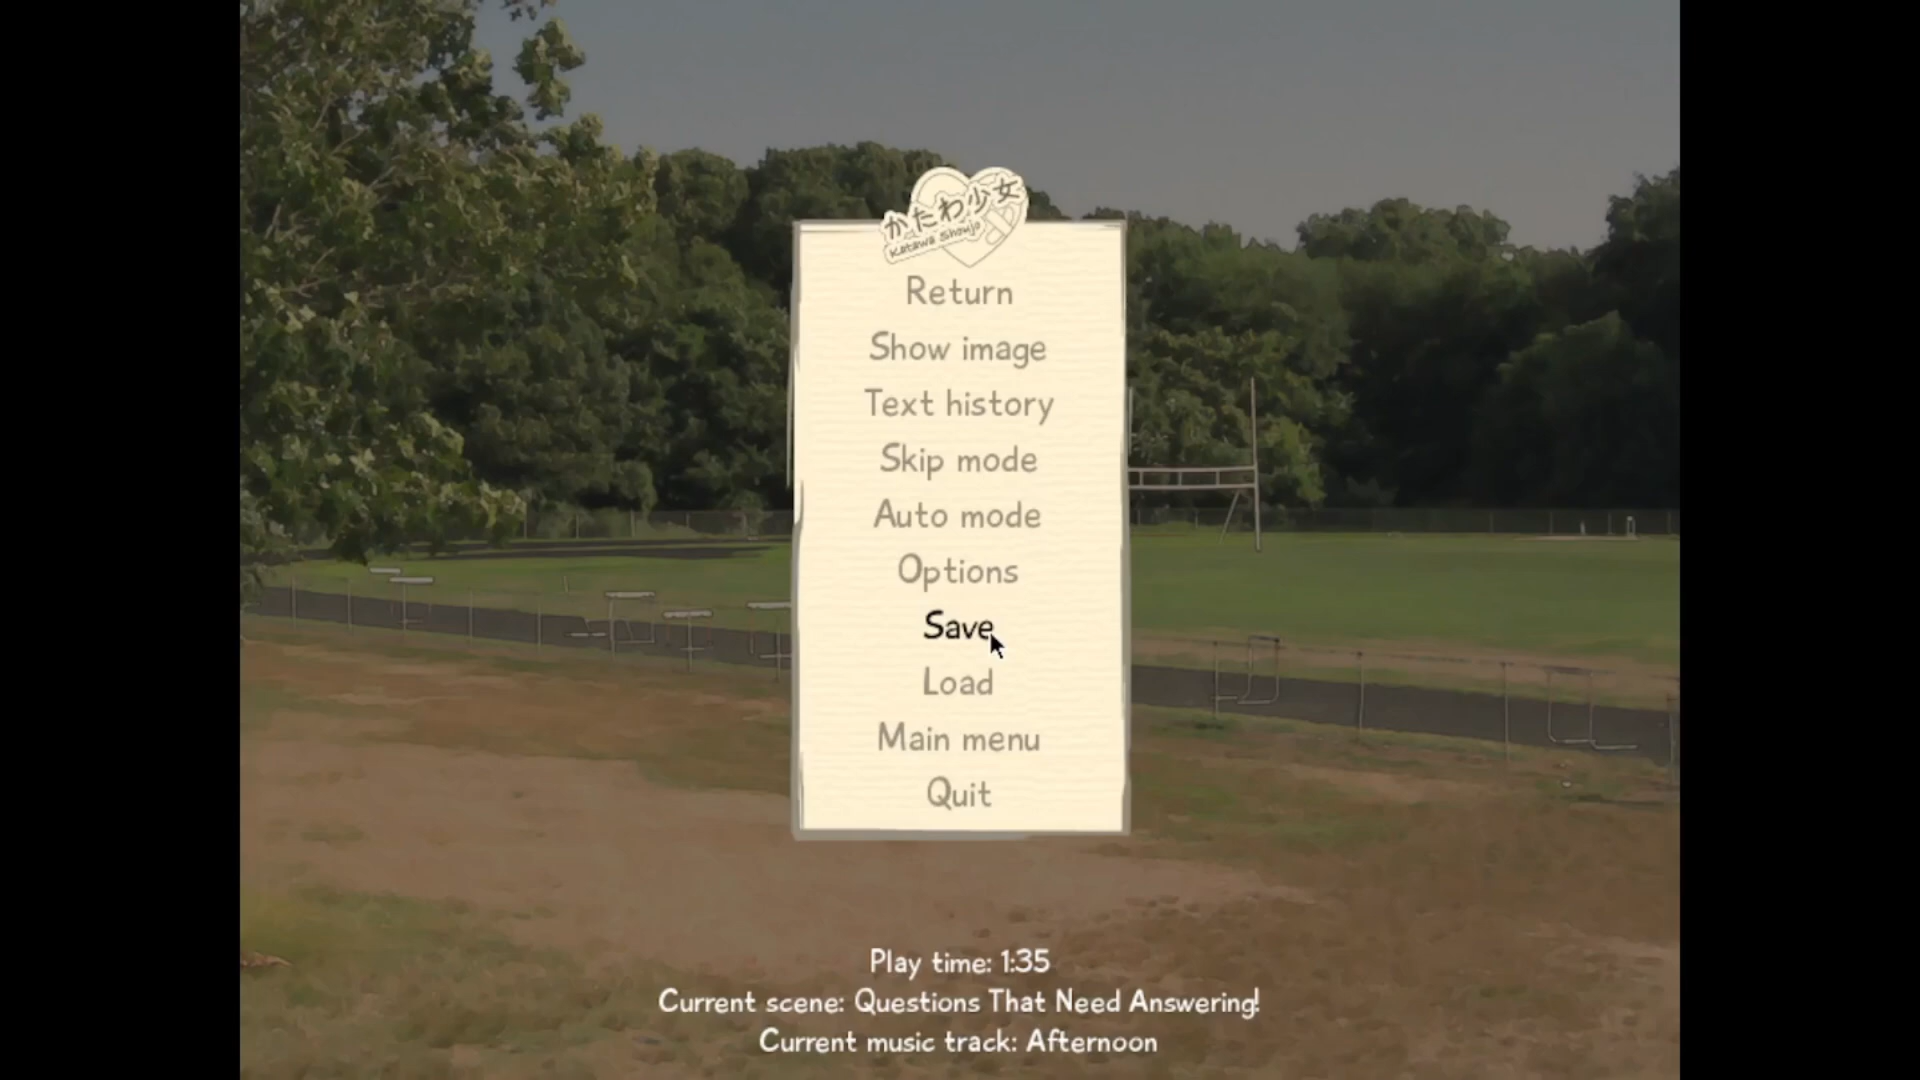 かたわ少女
Katawa Shoujo
Return
Show image
Text history
Skip mode
Auto mode
Options
Save
Load
Main menu
Quit
Play time: 1:35
Current scene: Questions That Need Answering!
Current music track: Afternoon